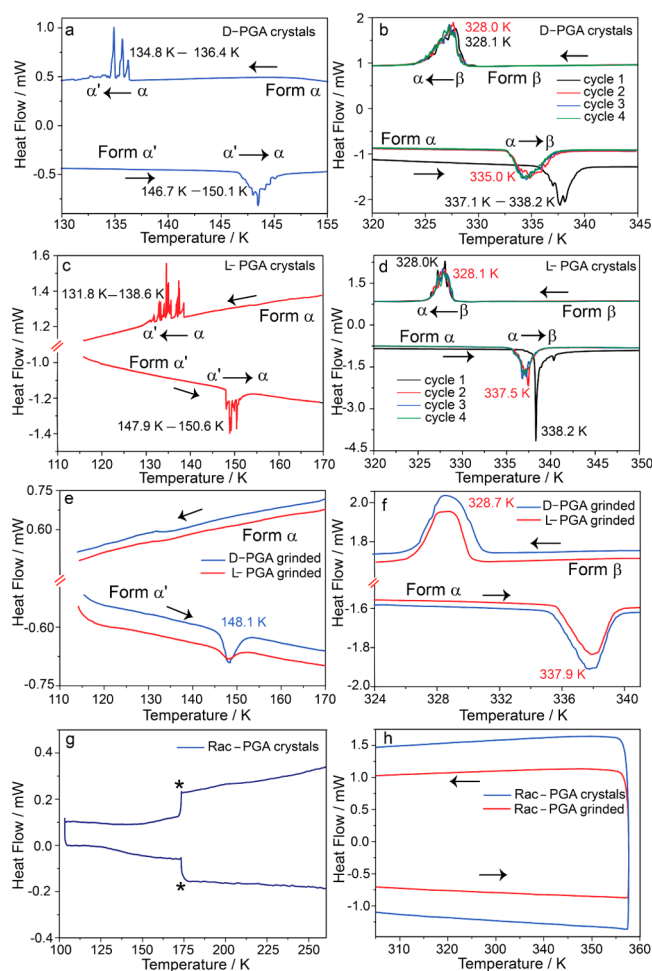 a
D-PGA crystals
134.8 K – 136.4 K
α' ← α
Form α
Form α'
α' → α
146.7 K – 150.1 K
Heat Flow / mW
1.0
0.5
0.0
-0.5
130 135 140 145 150 155
Temperature / K
b
D-PGA crystals
328.0 K
328.1 K
α ← β
Form β
cycle 1
cycle 2
cycle 3
cycle 4
Form α
α → β
335.0 K
337.1 K – 338.2 K
Heat Flow / mW
2
1
0
-1
-2
320 325 330 335 340 345
Temperature / K
c
L- PGA crystals
131.8 K – 138.6 K
Form α
α' ← α
Form α'
α' → α
147.9 K – 150.6 K
Heat Flow / mW
1.6
1.4
1.2
-1.0
-1.2
-1.4
110 120 130 140 150 160 170
Temperature / K
d
L- PGA crystals
328.0K
328.1 K
α ← β
Form β
Form α
α → β
cycle 1
cycle 2
cycle 3
cycle 4
337.5 K
338.2 K
Heat Flow / mW
3.0
1.5
0.0
-1.5
-3.0
-4.5
320 325 330 335 340 345 350
Temperature / K
e
Form α
D-PGA grinded
L- PGA grinded
Form α'
148.1 K
Heat Flow / mW
0.75
0.60
-0.60
-0.75
110 120 130 140 150 160 170
Temperature / K
f
328.7 K
D-PGA grinded
L-PGA grinded
Form β
Form α
337.9 K
Heat Flow / mW
2.0
1.8
-1.6
-1.8
-2.0
324 328 332 336 340
Temperature / K
g
Rac-PGA crystals
*
*
Heat Flow / mW
0.4
0.2
0.0
-0.2
-0.4
100 125 150 175 200 225 250
Temperature / K
h
Rac-PGA crystals
Rac-PGA grinded
Heat Flow / mW
1.5
1.0
0.5
0.0
-0.5
-1.0
310 320 330 340 350 360
Temperature / K